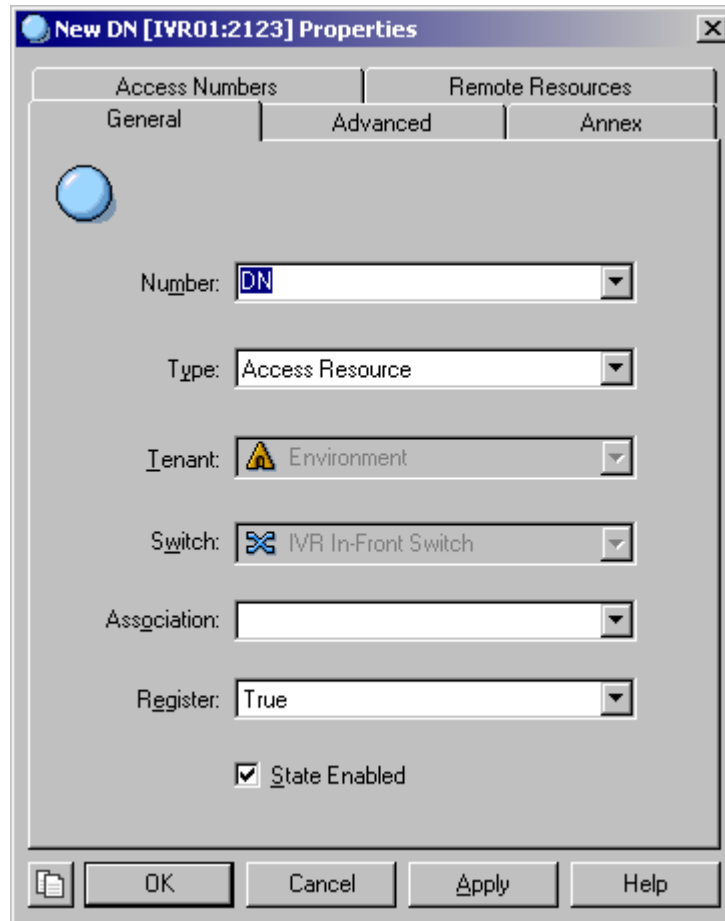 New DN [IVR01:2123] Properties
Access Numbers Remote Resources
General Advanced Annex
Number: DN
Type: Access Resource
Tenant: Environment
Switch: IVR In-Front Switch
Association:
Register: True
State Enabled
OK Cancel Apply Help